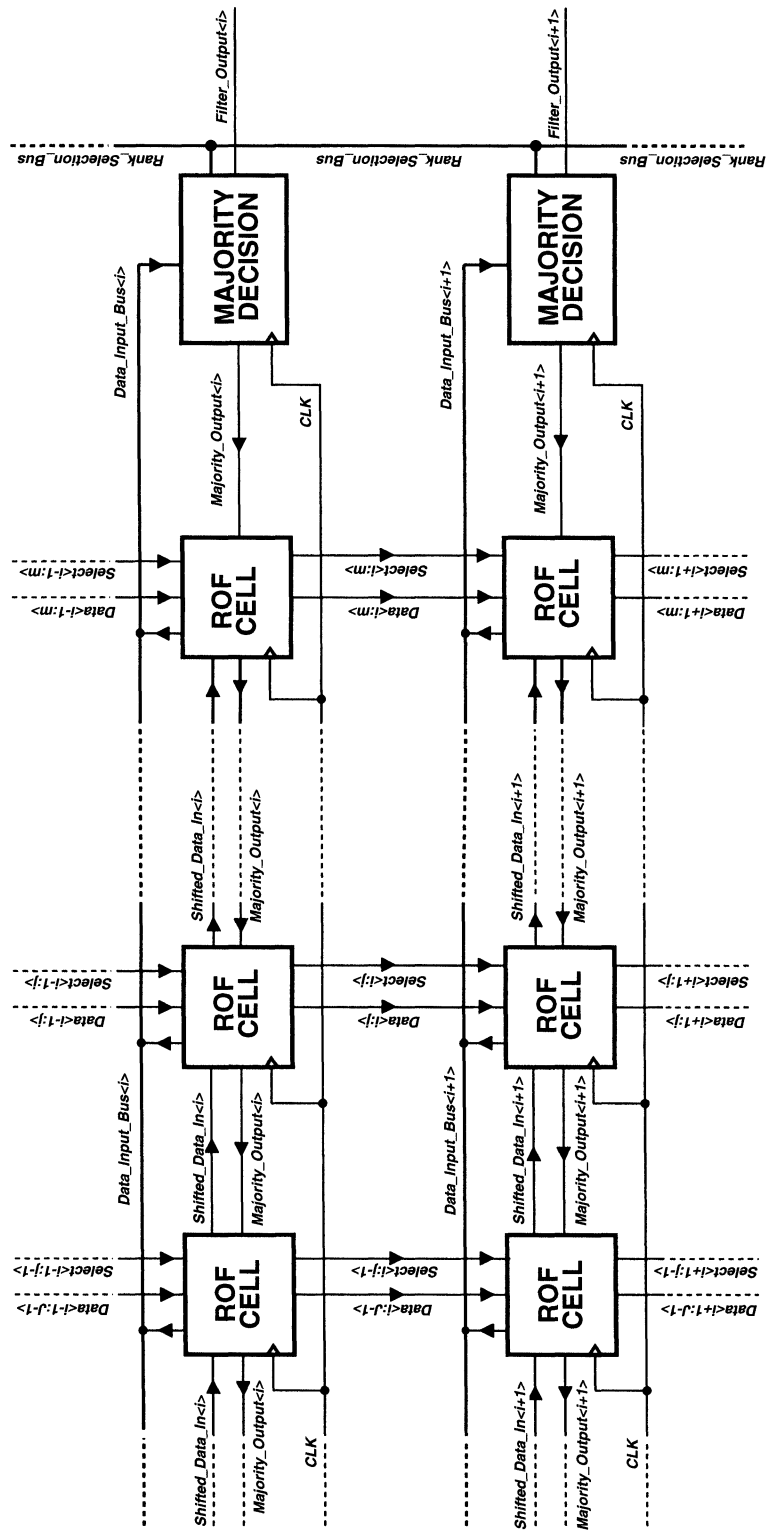 Filter_Output<i>
Filter_Output<i+1>
Rank_Selection_Bus
Rank_Selection_Bus
Rank_Selection_Bus
MAJORITY
DECISION
MAJORITY
DECISION
Data_Input_Bus<i>
Data_Input_Bus<i+1>
Majority_Output<i>
CLK
Majority_Output<i+1>
CLK
Select<i-1:m>
Data<i-1:m>
ROF
CELL
Select<i:m>
Data<i:m>
ROF
CELL
Select<i+1:m>
Data<i+1:m>
Shifted_Data_In<i>
Majority_Output<i>
Shifted_Data_In<i+1>
Majority_Output<i+1>
Select<i-1:j>
Data<i-1:j>
ROF
CELL
Select<i:j>
Data<i:j>
ROF
CELL
Select<i+1:j>
Data<i+1:j>
Data_Input_Bus<i>
Shifted_Data_In<i>
Majority_Output<i>
Data_Input_Bus<i+1>
Shifted_Data_In<i+1>
Majority_Output<i+1>
Select<i-1:j-1>
Data<i-1:J-1>
ROF
CELL
Select<i:j-1>
Data<i:J-1>
ROF
CELL
Select<i+1:j-1>
Data<i+1:J-1>
Shifted_Data_In<i>
Majority_Output<i>
CLK
Shifted_Data_In<i+1>
Majority_Output<i+1>
CLK